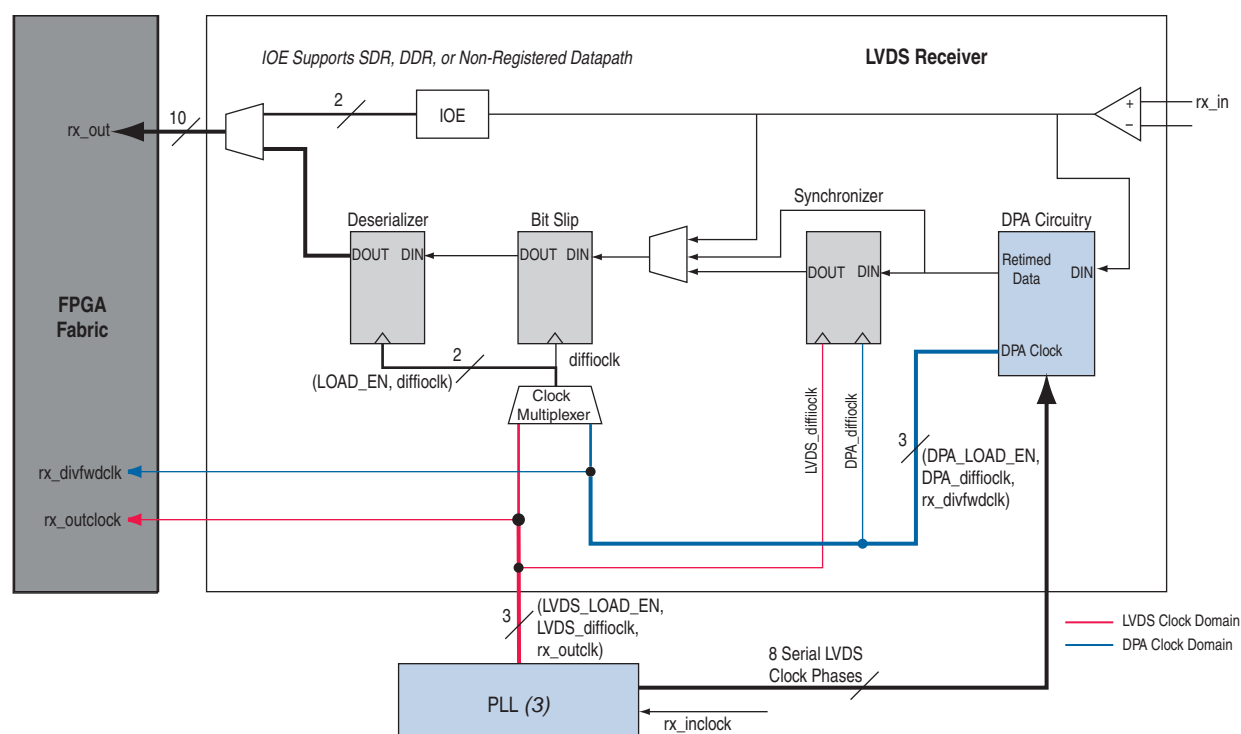 IOE Supports SDR, DDR, or Non-Registered Datapath
LVDS Receiver
2
IOE
+
–
rx_in
10
rx_out
Synchronizer
Deserializer
Bit Slip
DPA Circuitry
DOUT DIN
DOUT DIN
DOUT DIN
Retimed
Data
DIN
FPGA
Fabric
DPA Clock
2
diffioclk
(LOAD_EN, diffioclk)
Clock
Multiplexer
LVDS_diffiioclk
DPA_diffioclk
3
(DPA_LOAD_EN,
DPA_diffioclk,
rx_divfwdclk)
rx_divfwdclk
rx_outclock
3
(LVDS_LOAD_EN,
LVDS_diffioclk,
rx_outclk)
LVDS Clock Domain
DPA Clock Domain
8 Serial LVDS
Clock Phases
PLL (3)
rx_inclock